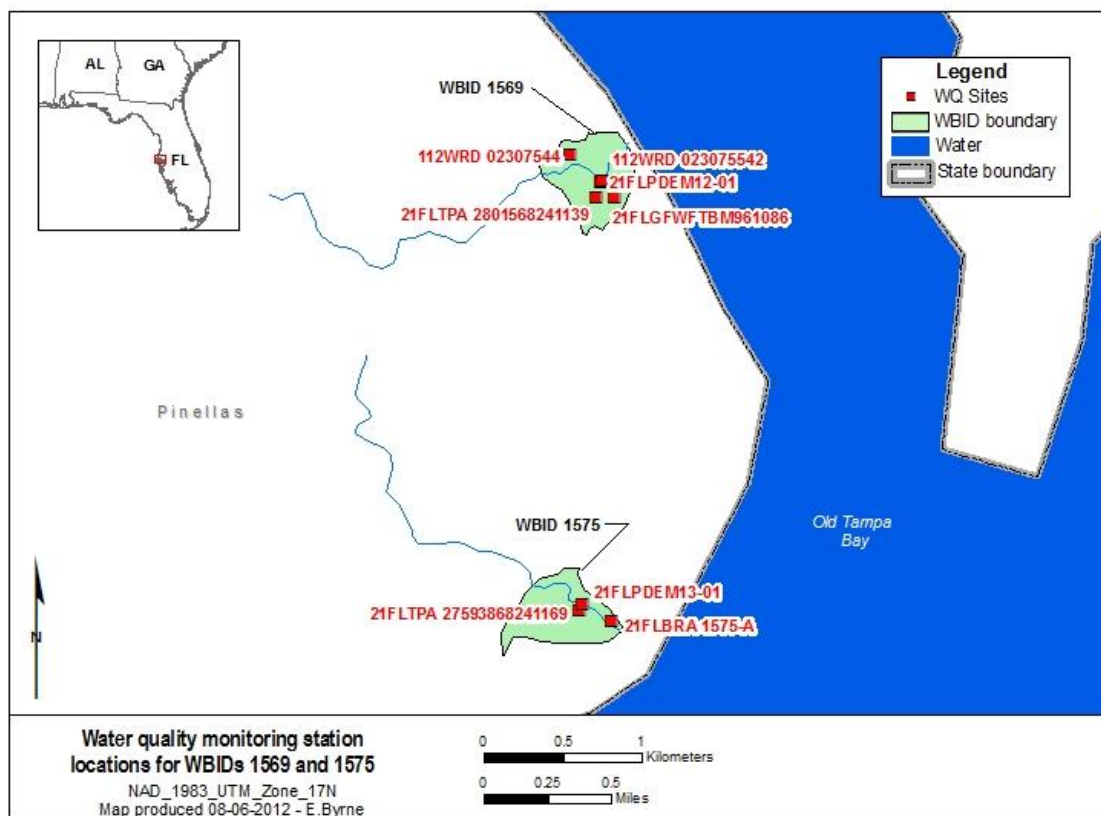 AL
GA
FL
Legend
WQ Sites
WBID boundary
Water
State boundary
WBID 1569
112WRD 02307544
112WRD 023075542
21FLPDEM12-01
21FLTPA 2801568241139
21FLGFWFTBM961086
Pinellas
Old Tampa
Bay
WBID 1575
21FLPDEM13-01
21FLTPA 27593868241169
21FLBRA 1575-A
N
Water quality monitoring station
locations for WBIDs 1569 and 1575
NAD_1983_UTM_Zone_17N
Map produced 08-06-2012 - E.Byrne
0 0.5 1
Kilometers
0 0.25 0.5
Miles